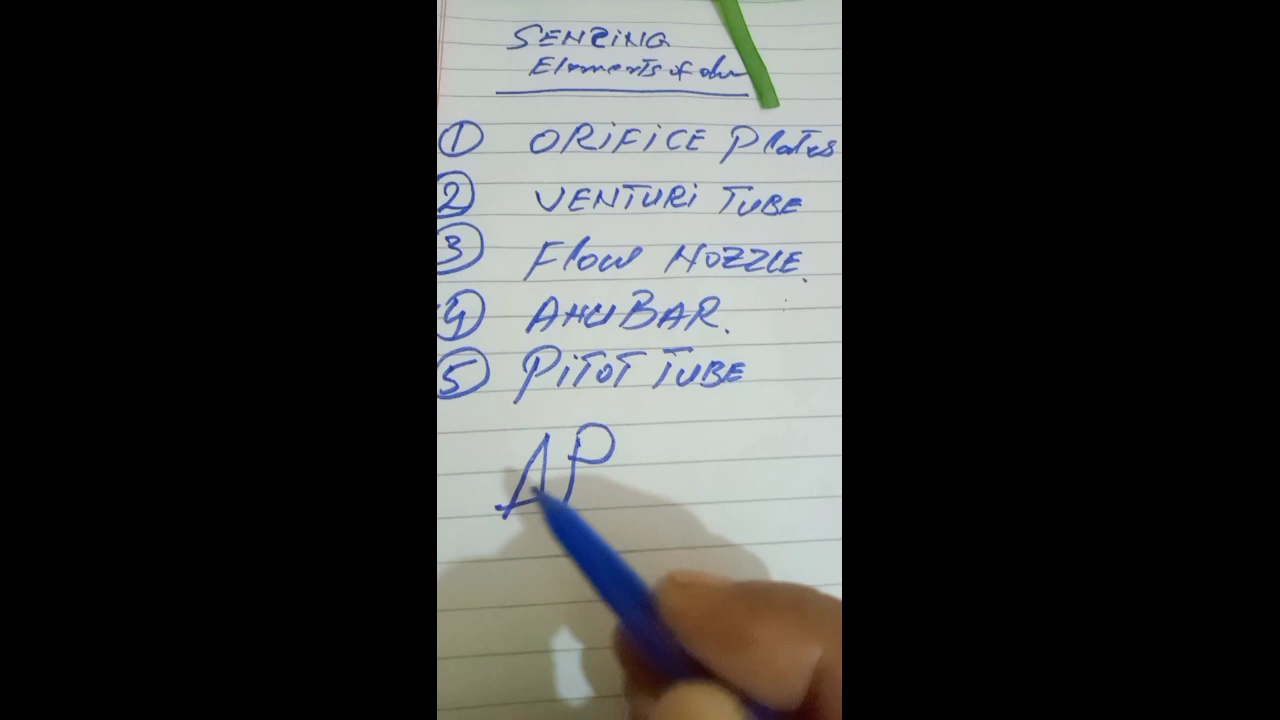 SENSING
Elements of
① ORiFiCE Plates
② VENTURi TUBE
③ Flow NOZZLE.
④ ANUBAR.
⑤ PiTOT TUBE
ΔP